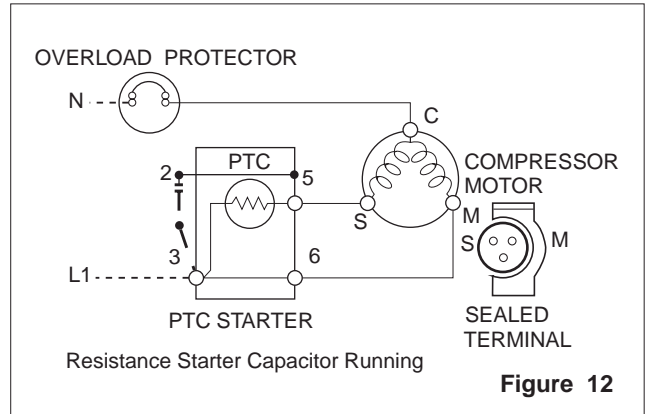 OVERLOAD PROTECTOR
N
C
PTC
2
5
COMPRESSOR
MOTOR
S
M
S
M
3
6
L1
PTC STARTER
SEALED
TERMINAL
Resistance Starter Capacitor Running
Figure 12